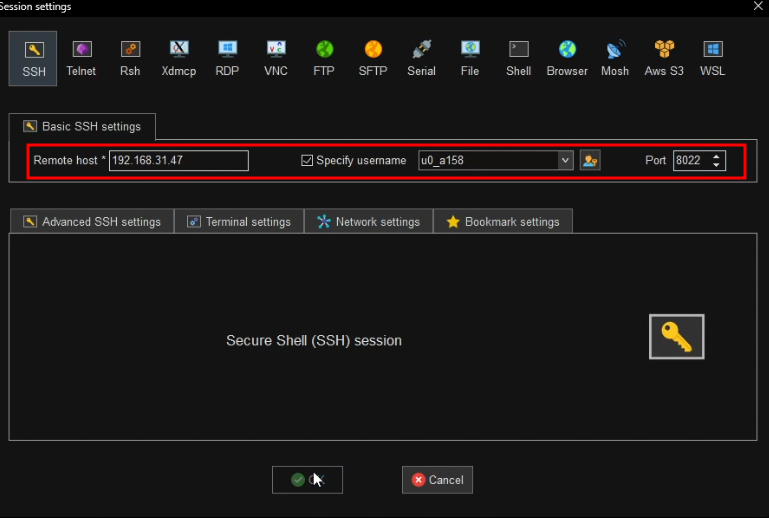 Session settings
SSH Telnet Rsh Xdmcp RDP VNC FTP SFTP Serial File Shell Browser Mosh Aws S3 WSL
Basic SSH settings
Remote host * 192.168.31.47 Specify username u0_a158 Port 8022
Advanced SSH settings Terminal settings Network settings Bookmark settings
Secure Shell (SSH) session
Cancel